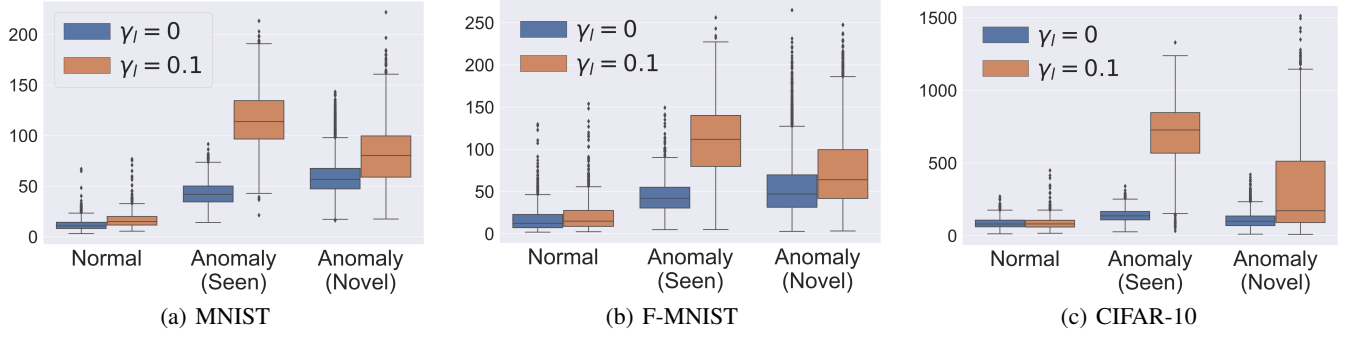 200
150
100
50
0
γl = 0
γl = 0.1
Normal
Anomaly
(Seen)
Anomaly
(Novel)
(a) MNIST
250
200
150
100
50
0
γl = 0
γl = 0.1
Normal
Anomaly
(Seen)
Anomaly
(Novel)
(b) F-MNIST
1500
1000
500
0
γl = 0
γl = 0.1
Normal
Anomaly
(Seen)
Anomaly
(Novel)
(c) CIFAR-10